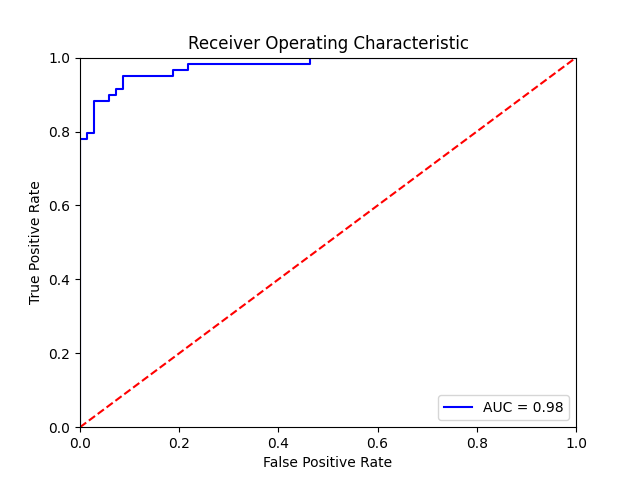 Receiver Operating Characteristic
1.0
0.8
0.6
0.4
0.2
0.0
True Positive Rate
AUC = 0.98
0.0 0.2 0.4 0.6 0.8 1.0
False Positive Rate